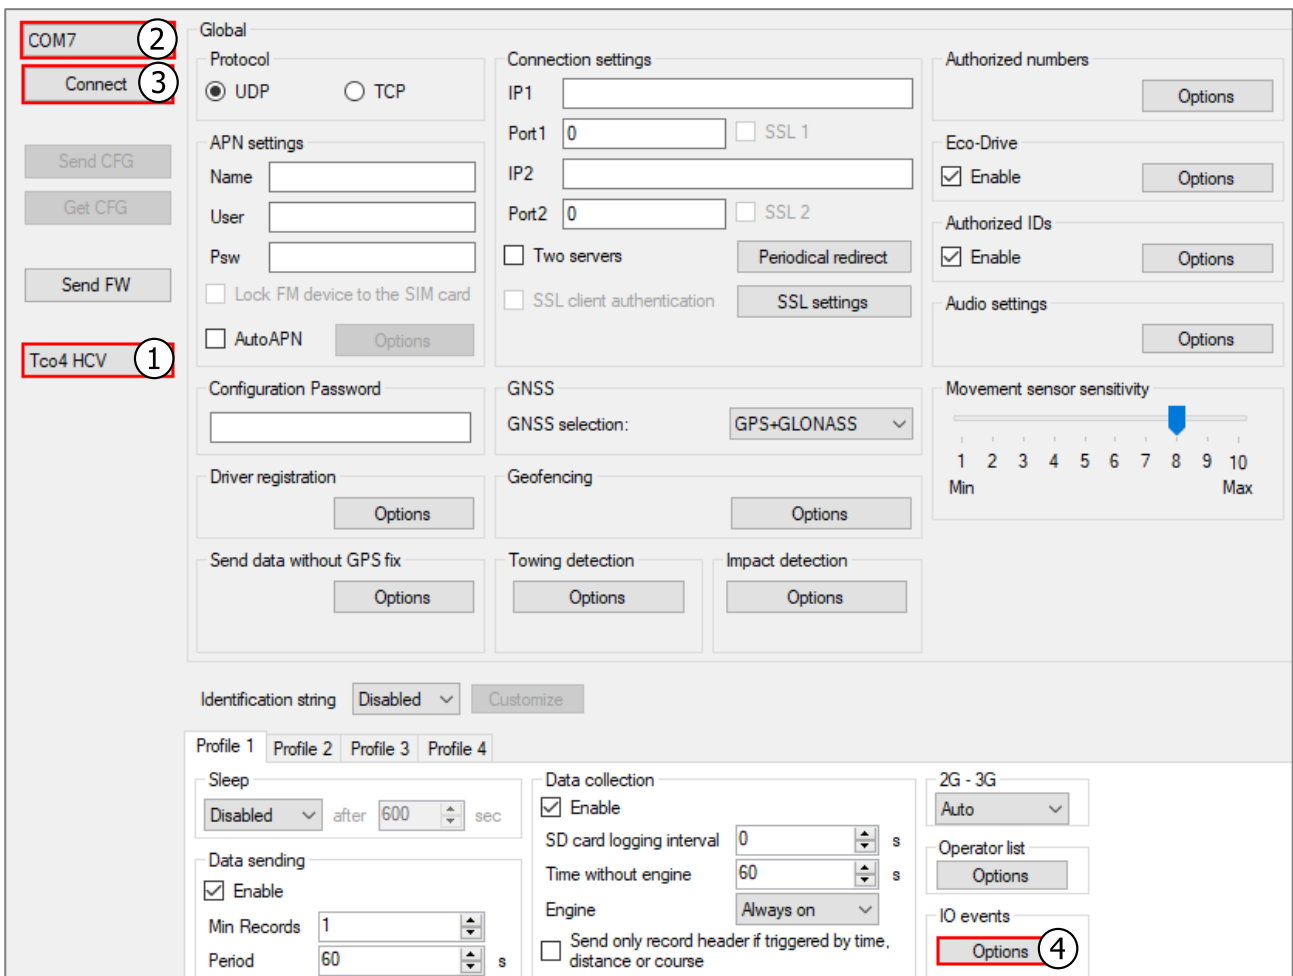 COM7 2
Connect 3
Send CFG
Get CFG
Send FW
Tco4 HCV 1
Global
Protocol
UDP TCP
APN settings
Name
User
Psw
Lock FM device to the SIM card
AutoAPN Options
Connection settings
IP1
Port1 0 SSL 1
IP2
Port2 0 SSL 2
Two servers Periodical redirect
SSL client authentication SSL settings
Authorized numbers
Options
Eco-Drive
Enable Options
Authorized IDs
Enable Options
Audio settings
Options
Configuration Password
GNSS
GNSS selection: GPS+GLONASS
Movement sensor sensitivity
1 2 3 4 5 6 7 8 9 10
Min Max
Driver registration
Options
Geofencing
Options
Send data without GPS fix
Options
Towing detection
Options
Impact detection
Options
Identification string Disabled Customize
Profile 1 Profile 2 Profile 3 Profile 4
Sleep
Disabled after 600 sec
Data sending
Enable
Min Records 1
Period 60 s
Data collection
Enable
SD card logging interval 0 s
Time without engine 60 s
Engine Always on
Send only record header if triggered by time,
distance or course
2G - 3G
Auto
Operator list
Options
IO events
Options 4